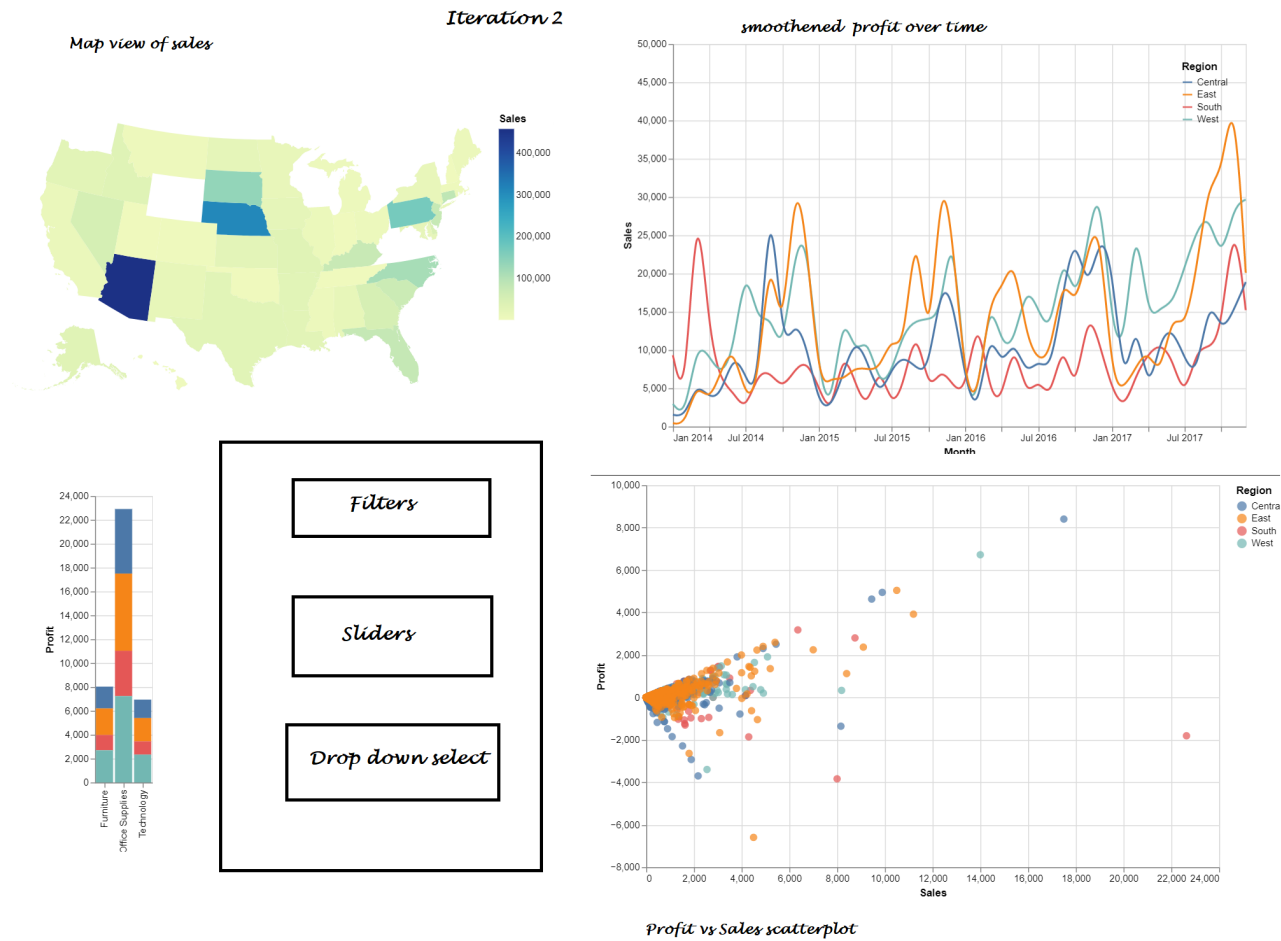 Iteration 2
Map view of sales
Sales
400,000
300,000
200,000
100,000
smoothened profit over time
50,000
45,000
40,000
35,000
30,000
25,000
20,000
15,000
10,000
5,000
0
Sales
Region
Central
East
South
West
Jan 2014 Jul 2014 Jan 2015 Jul 2015 Jan 2016 Jul 2016 Jan 2017 Jul 2017
Month
24,000
22,000
20,000
18,000
16,000
14,000
12,000
10,000
8,000
6,000
4,000
2,000
0
Profit
Furniture
Office Supplies
Technology
Filters
Sliders
Drop down select
10,000
8,000
6,000
4,000
2,000
0
−2,000
−4,000
−6,000
−8,000
Profit
Region
Centra
East
South
West
0 2,000 4,000 6,000 8,000 10,000 12,000 14,000 16,000 18,000 20,000 22,000 24,000
Sales
Profit vs Sales scatterplot